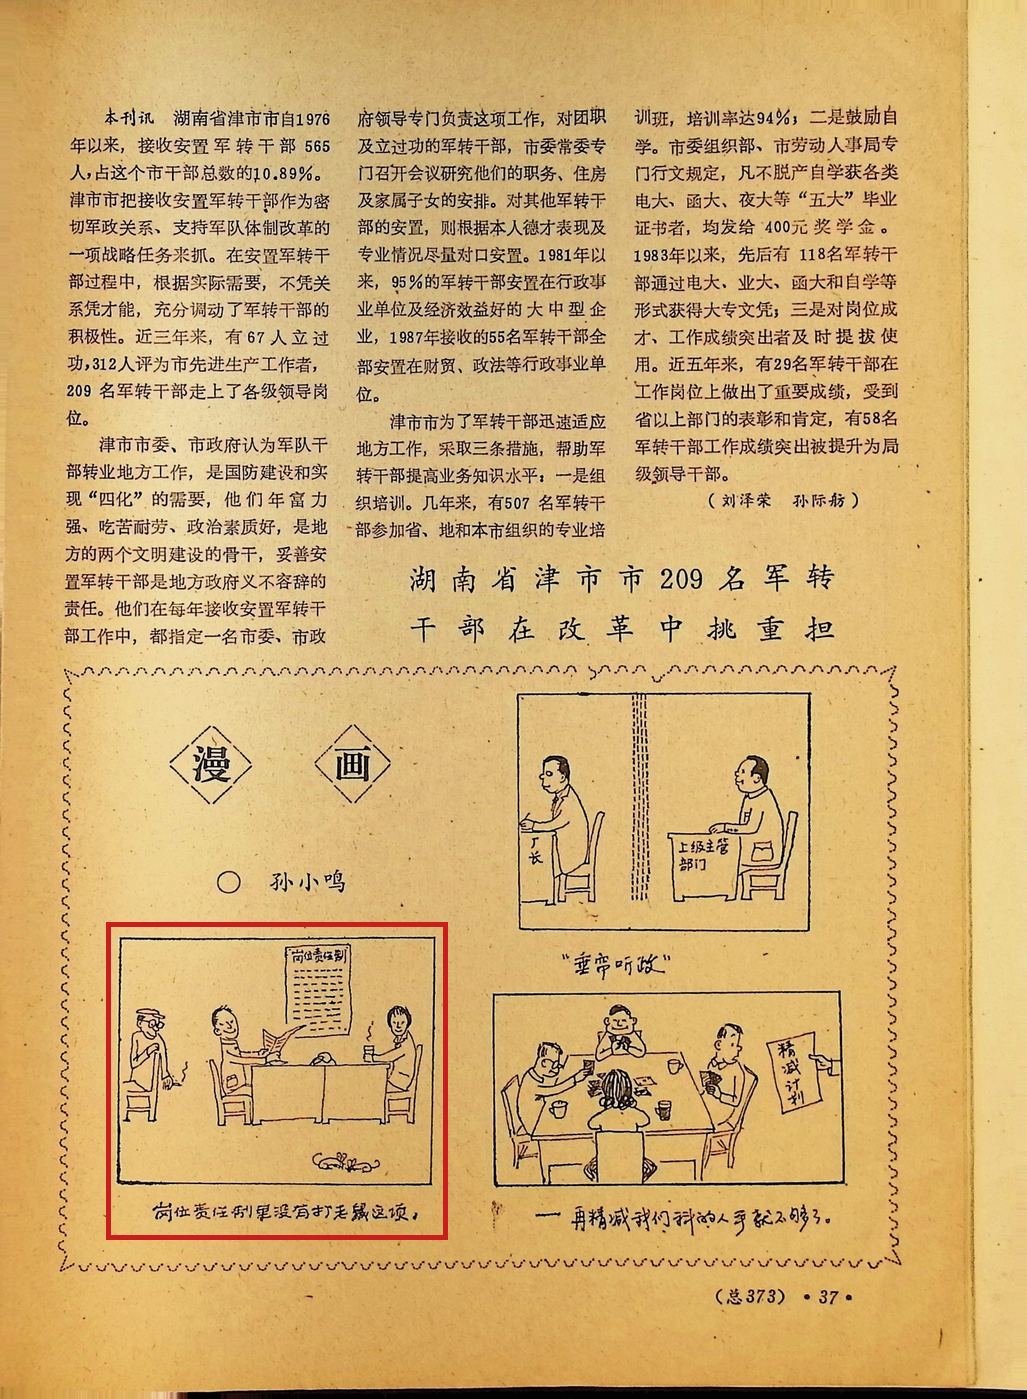 本刊讯　湖南省津市市自1976
年以来，接收安置军转干部565
人，占这个市干部总数的10.89%。
津市市把接收安置军转干部作为密
切军政关系、支持军队体制改革的
一项战略任务来抓。在安置军转干
部过程中，根据实际需要，不凭关
系凭才能，充分调动了军转干部的
积极性。近三年来，有67人立过
功，312人评为市先进生产工作者，
209名军转干部走上了各级领导岗
位。
津市市委、市政府认为军队干
部转业地方工作，是国防建设和实
现“四化”的需要，他们年富力
强、吃苦耐劳、政治素质好，是地
方的两个文明建设的骨干，妥善安
置军转干部是地方政府义不容辞的
责任。他们在每年接收安置军转干
部工作中，都指定一名市委、市政
府领导专门负责这项工作，对团职
及立过功的军转干部，市委常委专
门召开会议研究他们的职务、住房
及家属子女的安排。对其他军转干
部的安置，则根据本人德才表现及
专业情况尽量对口安置。1981年以
来，95%的军转干部安置在行政事
业单位及经济效益好的大中型企
业，1987年接收的55名军转干部全
部安置在财贸、政法等行政事业单
位。
津市市为了军转干部迅速适应
地方工作，采取三条措施，帮助军
转干部提高业务知识水平：一是组
织培训。几年来，有507名军转干
部参加省、地和本市组织的专业培
训班，培训率达94%；二是鼓励自
学。市委组织部、市劳动人事局专
门行文规定，凡不脱产自学获各类
电大、函大、夜大等“五大”毕业
证书者，均发给400元奖学金。
1983年以来，先后有118名军转干
部通过电大、业大、函大和自学等
形式获得大专文凭；三是对岗位成
才、工作成绩突出者及时提拔使
用。近五年来，有29名军转干部在
工作岗位上做出了重要成绩，受到
省以上部门的表彰和肯定，有58名
军转干部工作成绩突出被提升为局
级领导干部。
（刘泽荣　孙际舫）
湖南省津市市209名军转
干部在改革中挑重担
漫画
○　孙小鸣
厂长
上级主管
部门
“垂帘听政”
岗位责任制
岗位责任制里没有打老鼠这项。
精减计划
——再精减我们科的人手就不够了。
（总373）·37·